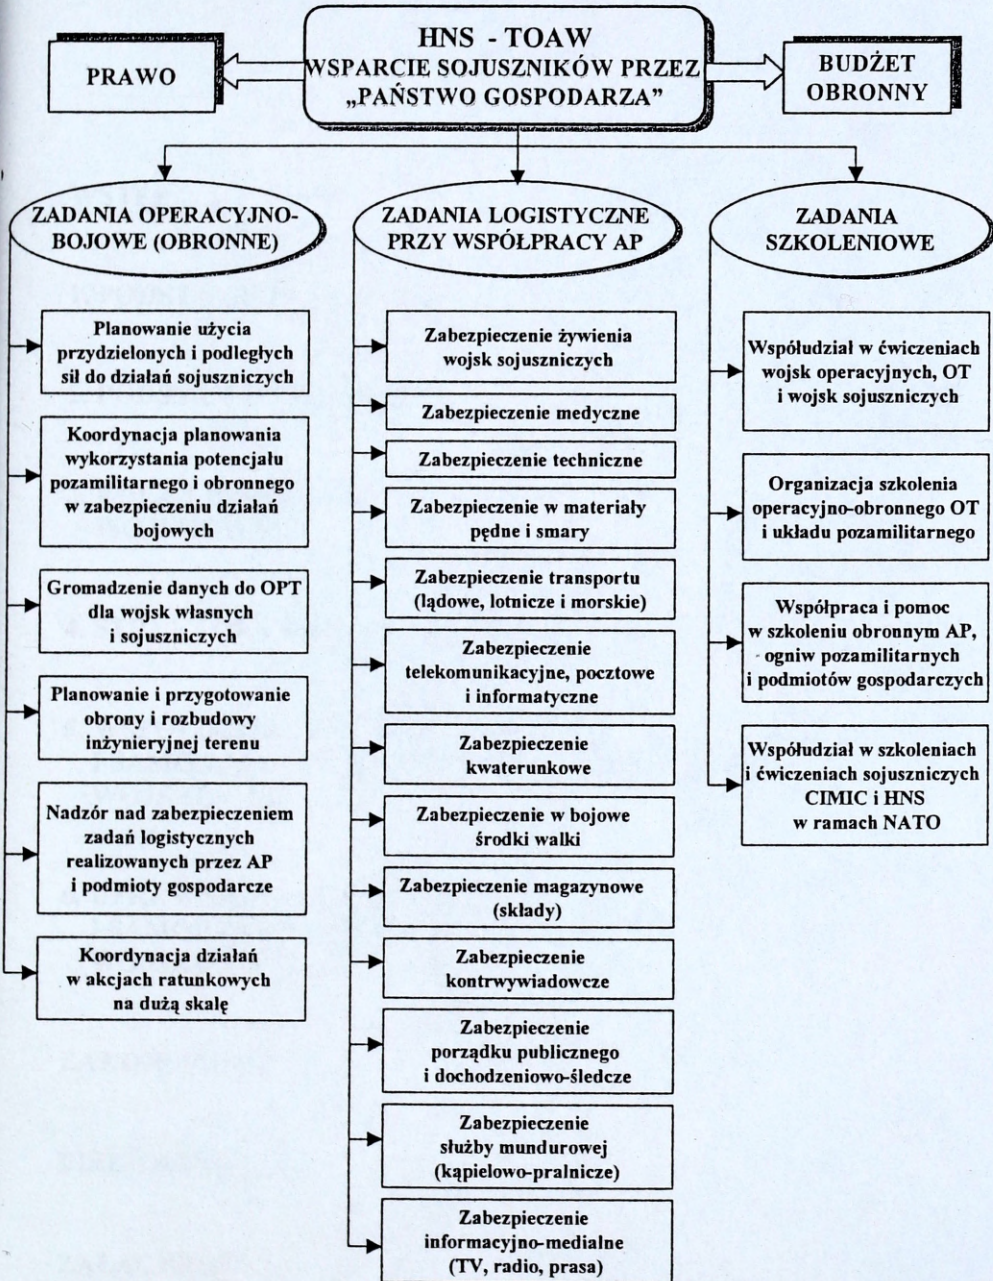 HNS - TOAW
WSPARCIE SOJUSZNIKÓW PRZEZ
„PAŃSTWO GOSPODARZA”
PRAWO
BUDŻET
OBRONNY
ZADANIA OPERACYJNO-
BOJOWE (OBRONNE)
Planowanie użycia
przydzielonych i podległych
sił do działań sojuszniczych
Koordynacja planowania
wykorzystania potencjału
pozamilitarnego i obronnego
w zabezpieczeniu działań
bojowych
Gromadzenie danych do OPT
dla wojsk własnych
i sojuszniczych
Planowanie i przygotowanie
obrony i rozbudowy
inżynieryjnej terenu
Nadzór nad zabezpieczeniem
zadań logistycznych
realizowanych przez AP
i podmioty gospodarcze
Koordynacja działań
w akcjach ratunkowych
na dużą skalę
ZADANIA LOGISTYCZNE
PRZY WSPÓŁPRACY AP
Zabezpieczenie żywienia
wojsk sojuszniczych
Zabezpieczenie medyczne
Zabezpieczenie techniczne
Zabezpieczenie w materiały
pędne i smary
Zabezpieczenie transportu
(lądowe, lotnicze i morskie)
Zabezpieczenie
telekomunikacyjne, pocztowe
i informatyczne
Zabezpieczenie
kwaterunkowe
Zabezpieczenie w bojowe
środki walki
Zabezpieczenie magazynowe
(składy)
Zabezpieczenie
kontrwywiadowcze
Zabezpieczenie
porządku publicznego
i dochodzeniowo-śledcze
Zabezpieczenie
służby mundurowej
(kąpielowo-pralnicze)
Zabezpieczenie
informacyjno-medialne
(TV, radio, prasa)
ZADANIA
SZKOLENIOWE
Współudział w ćwiczeniach
wojsk operacyjnych, OT
i wojsk sojuszniczych
Organizacja szkolenia
operacyjno-obronnego OT
i układu pozamilitarnego
Współpraca i pomoc
w szkoleniu obronnym AP,
ogniw pozamilitarnych
i podmiotów gospodarczych
Współudział w szkoleniach
i ćwiczeniach sojuszniczych
CIMIC i HNS
w ramach NATO